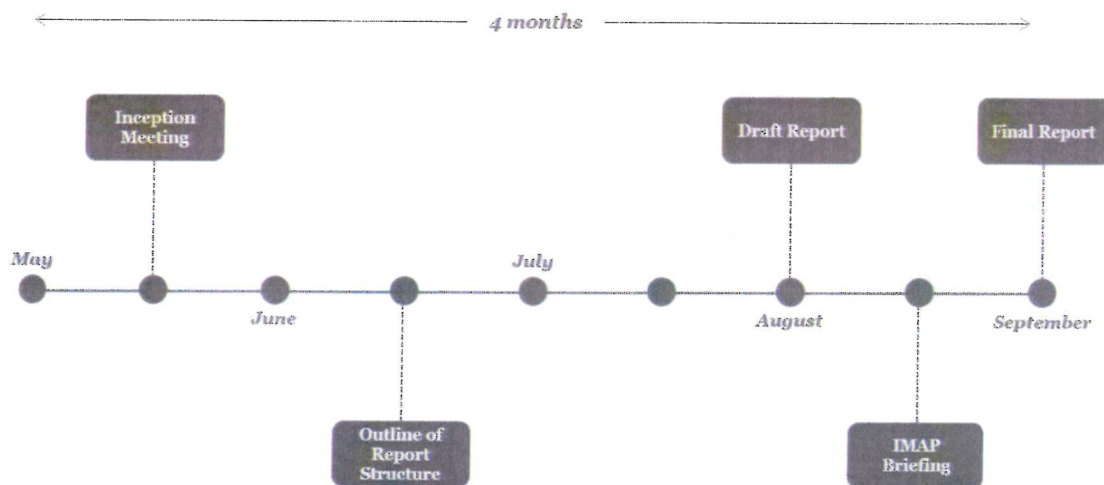 4 months
Inception
Meeting
Draft Report
Final Report
May
July
June
August
September
Outline of
Report
Structure
IMAP
Briefing